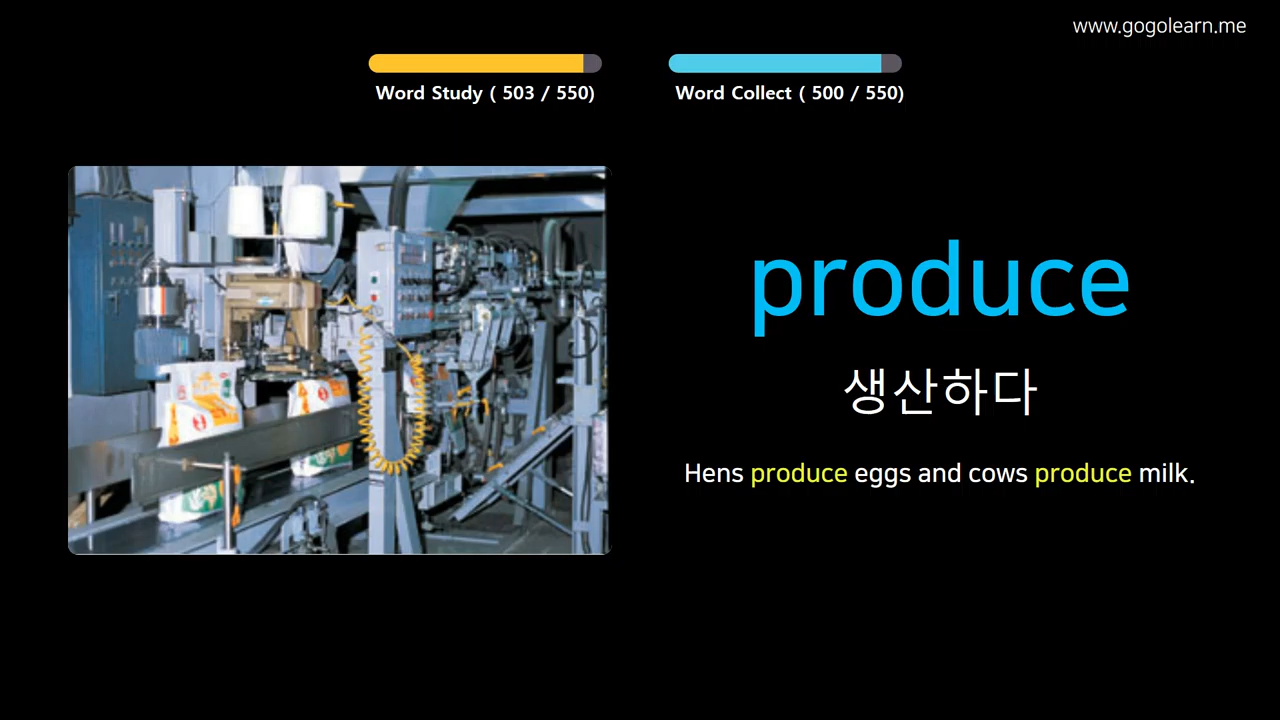 www.gogolearn.me
Word Study ( 503 / 550)
Word Collect ( 500 / 550)
produce
생산하다
Hens produce eggs and cows produce milk.